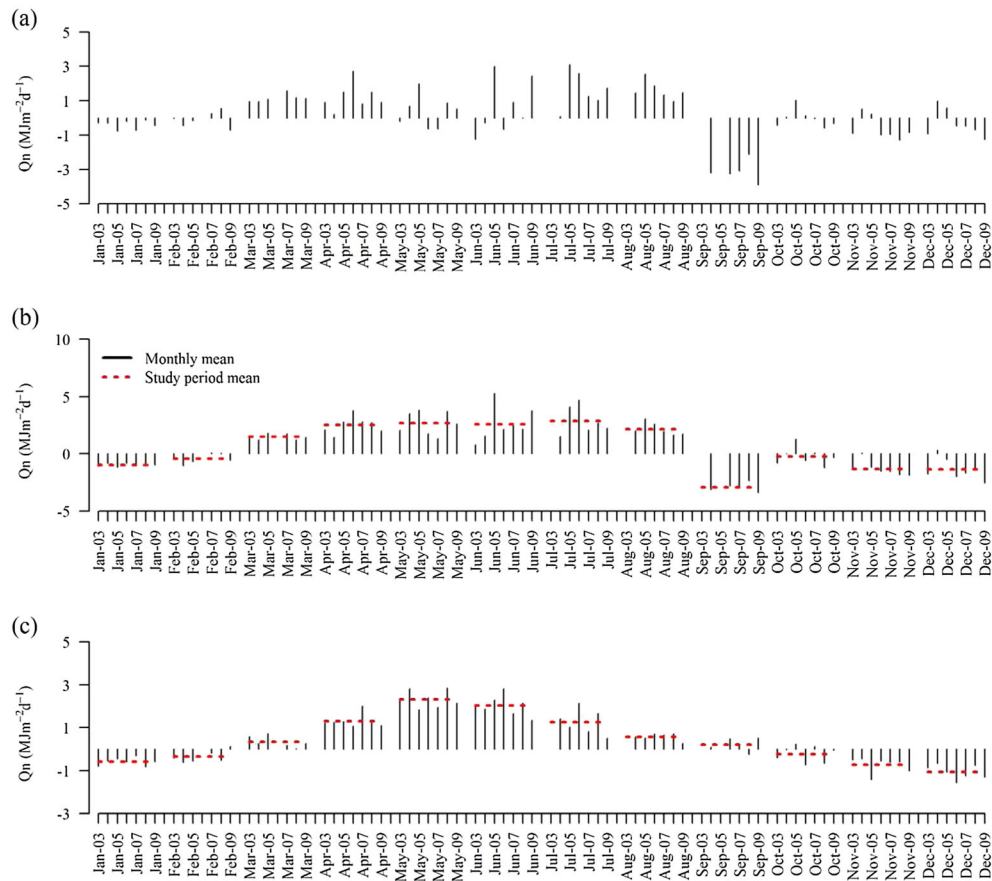 (a)
5
3
1
-1
-3
-5
Qn (MJm⁻²d⁻¹)
Jan-03 Jan-05 Jan-07 Jan-09 Feb-03 Feb-05 Feb-07 Feb-09 Mar-03 Mar-05 Mar-07 Mar-09 Apr-03 Apr-05 Apr-07 Apr-09 May-03 May-05 May-07 May-09 Jun-03 Jun-05 Jun-07 Jun-09 Jul-03 Jul-05 Jul-07 Jul-09 Aug-03 Aug-05 Aug-07 Aug-09 Sep-03 Sep-05 Sep-07 Sep-09 Oct-03 Oct-05 Oct-07 Oct-09 Nov-03 Nov-05 Nov-07 Nov-09 Dec-03 Dec-05 Dec-07 Dec-09
(b)
10
5
0
-5
Qn (MJm⁻²d⁻¹)
Monthly mean
Study period mean
Jan-03 Jan-05 Jan-07 Jan-09 Feb-03 Feb-05 Feb-07 Feb-09 Mar-03 Mar-05 Mar-07 Mar-09 Apr-03 Apr-05 Apr-07 Apr-09 May-03 May-05 May-07 May-09 Jun-03 Jun-05 Jun-07 Jun-09 Jul-03 Jul-05 Jul-07 Jul-09 Aug-03 Aug-05 Aug-07 Aug-09 Sep-03 Sep-05 Sep-07 Sep-09 Oct-03 Oct-05 Oct-07 Oct-09 Nov-03 Nov-05 Nov-07 Nov-09 Dec-03 Dec-05 Dec-07 Dec-09
(c)
5
3
1
-1
-3
Qn (MJm⁻²d⁻¹)
Jan-03 Jan-05 Jan-07 Jan-09 Feb-03 Feb-05 Feb-07 Feb-09 Mar-03 Mar-05 Mar-07 Mar-09 Apr-03 Apr-05 Apr-07 Apr-09 May-03 May-05 May-07 May-09 Jun-03 Jun-05 Jun-07 Jun-09 Jul-03 Jul-05 Jul-07 Jul-09 Aug-03 Aug-05 Aug-07 Aug-09 Sep-03 Sep-05 Sep-07 Sep-09 Oct-03 Oct-05 Oct-07 Oct-09 Nov-03 Nov-05 Nov-07 Nov-09 Dec-03 Dec-05 Dec-07 Dec-09